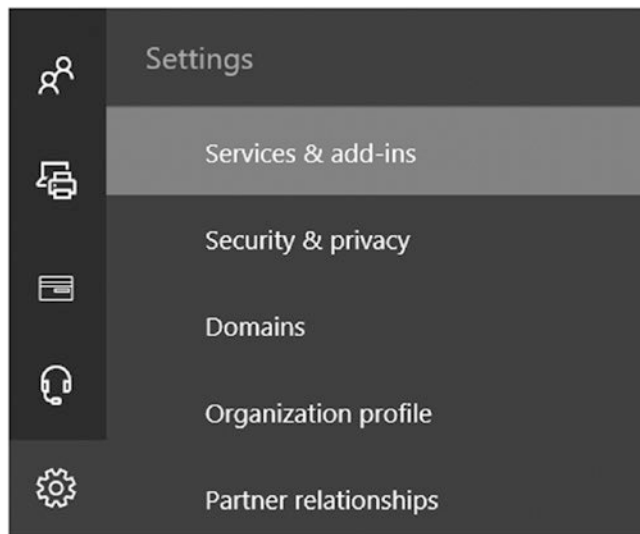 Settings
Services & add-ins
Security & privacy
Domains
Organization profile
Partner relationships